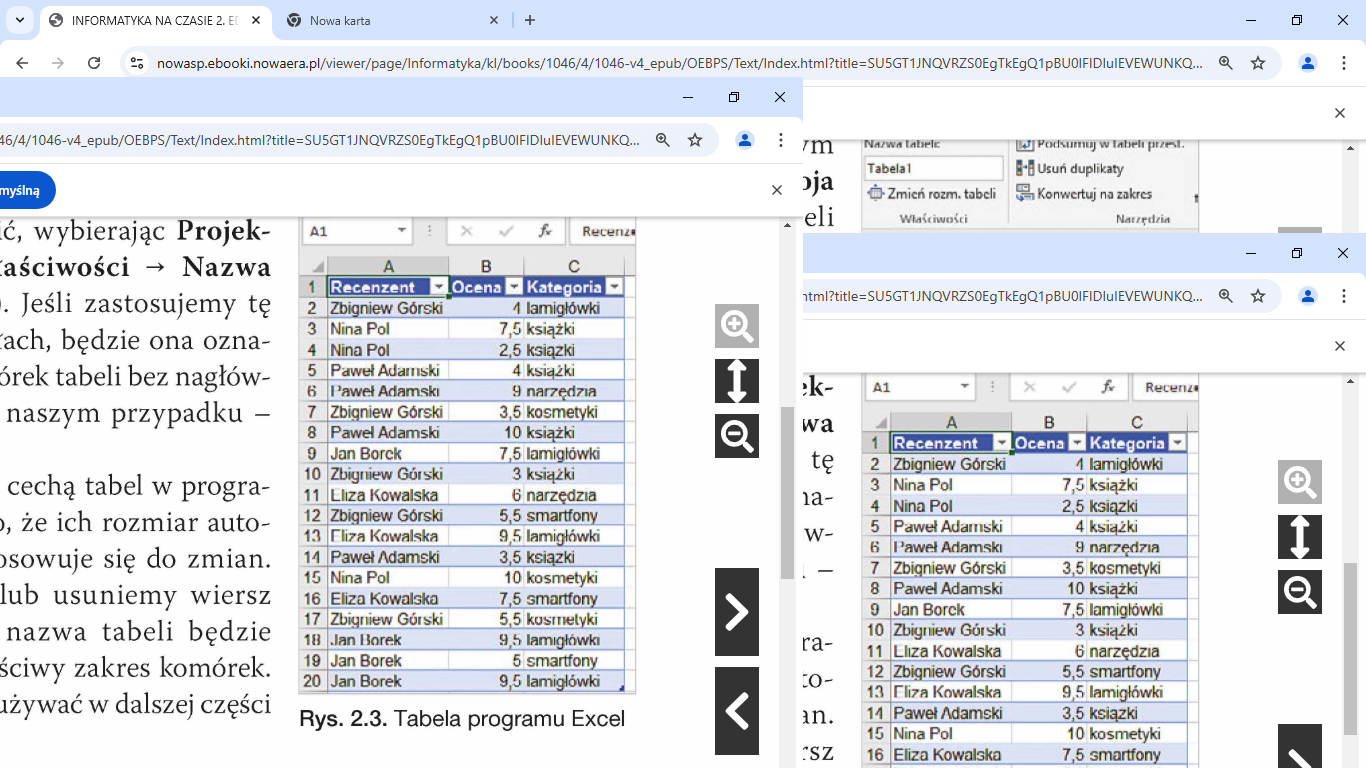 INFORMATYKA NA CZASIE 2. E
Nowa karta
nowasp.ebooki.nowaera.pl/viewer/page/Informatyka/kl/books/1046/4/1046-v4_epub/OEBPS/Text/Index.html?title=SU5GT1JNQVRZS0EgTkEgQ1pBU0lFIDIuIEVEWUNKQ...
46/4/1046-v4_epub/OEBPS/Text/Index.html?title=SU5GT1JNQVRZS0EgTkEgQ1pBU0lFIDIuIEVEWUNKQ...
myślną
ić, wybierając Projek-
łaściwości → Nazwa
). Jeśli zastosujemy tę
łach, będzie ona ozna-
órek tabeli bez nagłów-
naszym przypadku –
cechą tabel w progra-
o, że ich rozmiar auto-
osowuje się do zmian.
lub usuniemy wiersz
nazwa tabeli będzie
ściwy zakres komórek.
używać w dalszej części
A1 fx Recenz
A B C
1 Recenzent Ocena Kategoria
2 Zbigniew Górski 4 lamigłówki
3 Nina Pol 7,5 książki
4 Nina Pol 2,5 książki
5 Paweł Adamski 4 książki
6 Paweł Adamski 9 narzędzia
7 Zbigniew Górski 3,5 kosmetyki
8 Paweł Adamski 10 książki
9 Jan Borek 7,5 lamigłówki
10 Zbigniew Górski 3 książki
11 Eliza Kowalska 6 narzędzia
12 Zbigniew Górski 5,5 smartfony
13 Eliza Kowalska 9,5 lamigłówki
14 Paweł Adamski 3,5 książki
15 Nina Pol 10 kosmetyki
16 Eliza Kowalska 7,5 smartfony
17 Zbigniew Górski 5,5 kosmetyki
18 Jan Borek 9,5 lamigłówki
19 Jan Borek 5 smartfony
20 Jan Borek 9,5 lamigłówki
Rys. 2.3. Tabela programu Excel
ym
oja
eli
Nazwa tabeli:
Tabela1
Zmień rozm. tabeli
Właściwości
Podsumuj w tabeli przest.
Usuń duplikaty
Konwertuj na zakres
Narzędzia
html?title=SU5GT1JNQVRZS0EgTkEgQ1pBU0lFIDIuIEVEWUNKQ...
ek-
wa
tę
na-
w-
–
ra-
to-
an.
rsz
A1 fx Recenz
A B C
1 Recenzent Ocena Kategoria
2 Zbigniew Górski 4 lamigłówki
3 Nina Pol 7,5 książki
4 Nina Pol 2,5 książki
5 Paweł Adamski 4 książki
6 Paweł Adamski 9 narzędzia
7 Zbigniew Górski 3,5 kosmetyki
8 Paweł Adamski 10 książki
9 Jan Borek 7,5 lamigłówki
10 Zbigniew Górski 3 książki
11 Eliza Kowalska 6 narzędzia
12 Zbigniew Górski 5,5 smartfony
13 Eliza Kowalska 9,5 lamigłówki
14 Paweł Adamski 3,5 książki
15 Nina Pol 10 kosmetyki
16 Eliza Kowalska 7,5 smartfony